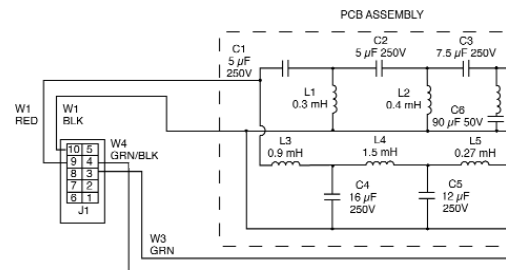 PCB ASSEMBLY
C1
5 µF
250V
C2
5 µF 250V
C3
7.5 µF 250V
L1
0.3 mH
L2
0.4 mH
C6
90 µF 50V
W1
RED
W1
BLK
W4
GRN/BLK
L3
0.9 mH
L4
1.5 mH
L5
0.27 mH
10 5
9 4
8 3
7 2
6 1
J1
C4
16 µF
250V
C5
12 µF
250V
W3
GRN